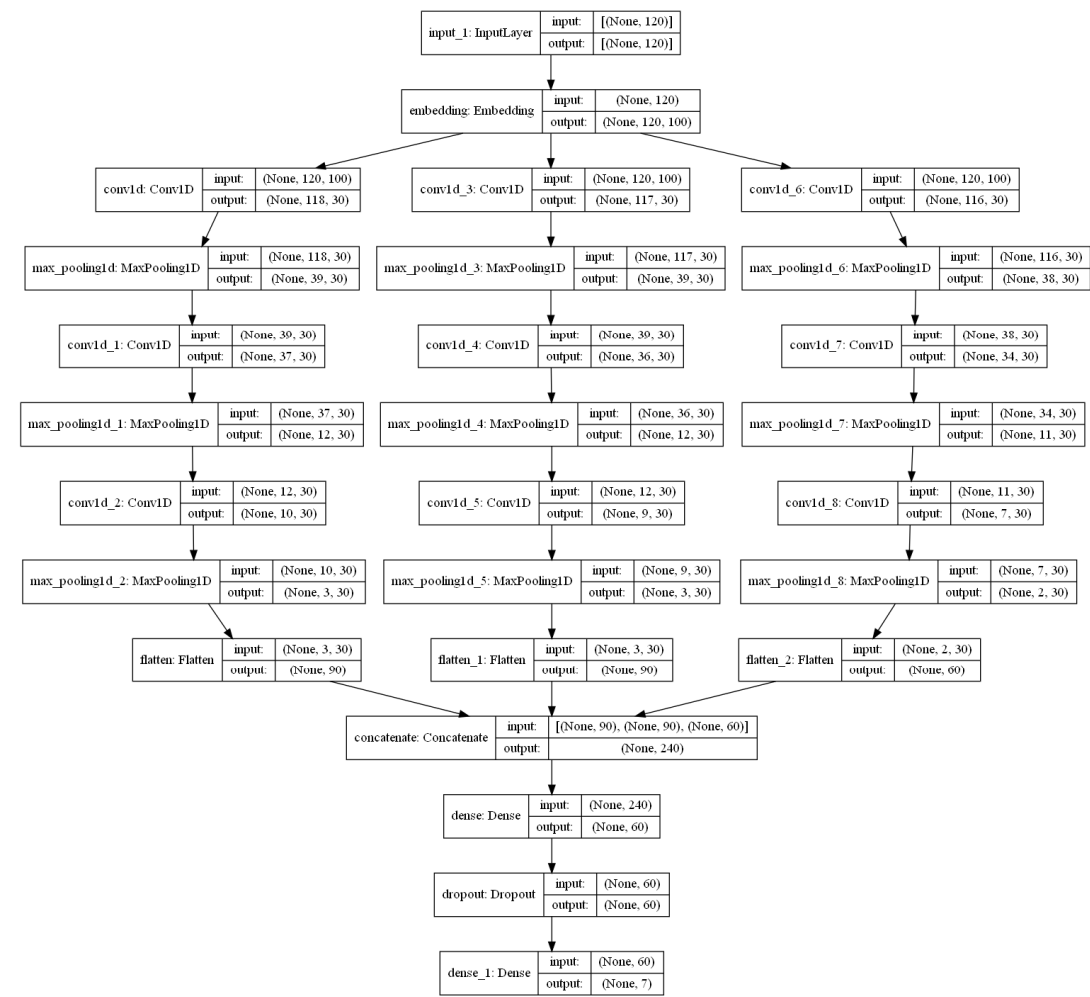 input_1: InputLayer input: [(None, 120)]
output: [(None, 120)]
embedding: Embedding input: (None, 120)
output: (None, 120, 100)
conv1d: Conv1D input: (None, 120, 100)
output: (None, 118, 30)
conv1d_3: Conv1D input: (None, 120, 100)
output: (None, 117, 30)
conv1d_6: Conv1D input: (None, 120, 100)
output: (None, 116, 30)
max_pooling1d: MaxPooling1D input: (None, 118, 30)
output: (None, 39, 30)
max_pooling1d_3: MaxPooling1D input: (None, 117, 30)
output: (None, 39, 30)
max_pooling1d_6: MaxPooling1D input: (None, 116, 30)
output: (None, 38, 30)
conv1d_1: Conv1D input: (None, 39, 30)
output: (None, 37, 30)
conv1d_4: Conv1D input: (None, 39, 30)
output: (None, 36, 30)
conv1d_7: Conv1D input: (None, 38, 30)
output: (None, 34, 30)
max_pooling1d_1: MaxPooling1D input: (None, 37, 30)
output: (None, 12, 30)
max_pooling1d_4: MaxPooling1D input: (None, 36, 30)
output: (None, 12, 30)
max_pooling1d_7: MaxPooling1D input: (None, 34, 30)
output: (None, 11, 30)
conv1d_2: Conv1D input: (None, 12, 30)
output: (None, 10, 30)
conv1d_5: Conv1D input: (None, 12, 30)
output: (None, 9, 30)
conv1d_8: Conv1D input: (None, 11, 30)
output: (None, 7, 30)
max_pooling1d_2: MaxPooling1D input: (None, 10, 30)
output: (None, 3, 30)
max_pooling1d_5: MaxPooling1D input: (None, 9, 30)
output: (None, 3, 30)
max_pooling1d_8: MaxPooling1D input: (None, 7, 30)
output: (None, 2, 30)
flatten: Flatten input: (None, 3, 30)
output: (None, 90)
flatten_1: Flatten input: (None, 3, 30)
output: (None, 90)
flatten_2: Flatten input: (None, 2, 30)
output: (None, 60)
concatenate: Concatenate input: [(None, 90), (None, 90), (None, 60)]
output: (None, 240)
dense: Dense input: (None, 240)
output: (None, 60)
dropout: Dropout input: (None, 60)
output: (None, 60)
dense_1: Dense input: (None, 60)
output: (None, 7)